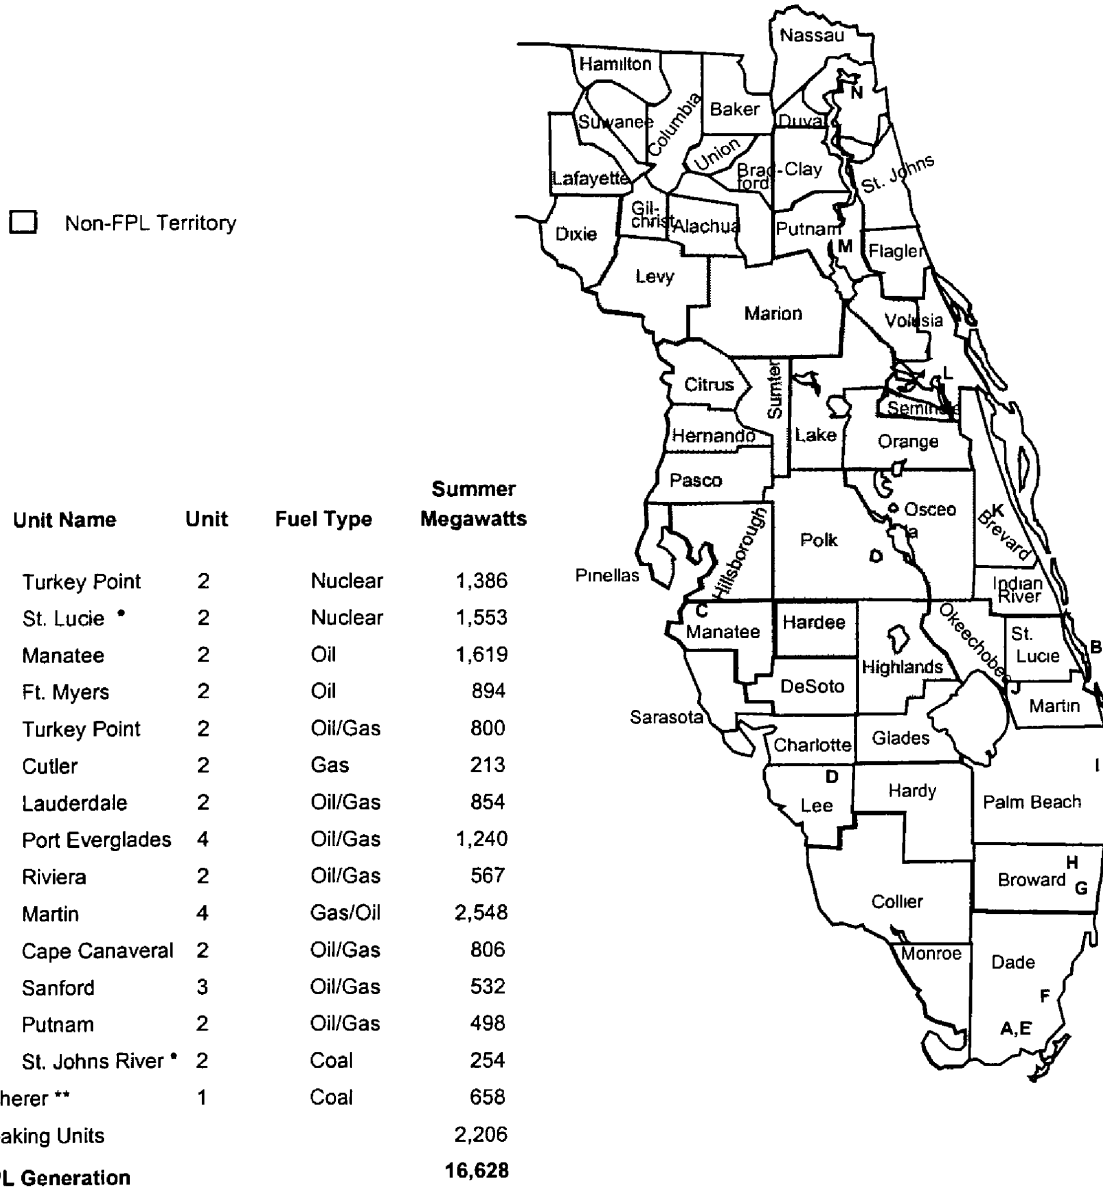 Non-FPL Territory
Summer
Unit Name Unit Fuel Type Megawatts
Turkey Point 2 Nuclear 1,386
St. Lucie * 2 Nuclear 1,553
Manatee 2 Oil 1,619
Ft. Myers 2 Oil 894
Turkey Point 2 Oil/Gas 800
Cutler 2 Gas 213
Lauderdale 2 Oil/Gas 854
Port Everglades 4 Oil/Gas 1,240
Riviera 2 Oil/Gas 567
Martin 4 Gas/Oil 2,548
Cape Canaveral 2 Oil/Gas 806
Sanford 3 Oil/Gas 532
Putnam 2 Oil/Gas 498
St. Johns River * 2 Coal 254
herer ** 1 Coal 658
aking Units 2,206
L Generation 16,628
Nassau
Hamilton
N
Baker
Duval
Columbia
Suwanee
Union
Brad-
ford
Clay
St. Johns
Lafayette
Gil-
christ
Alachua
Putnam
M
Dixie
Flagler
Levy
Marion
Volusia
L
Citrus
Sumter
Seminole
Hernando
Lake
Orange
Pasco
Osceo
a
K
Brevard
Polk
Hillsborough
Pinellas
Indian
River
C
Manatee
Hardee
Okeechobee
St.
Lucie
B
Highlands
DeSoto
J
Martin
Sarasota
Charlotte
Glades
I
D
Lee
Hardy
Palm Beach
H
Broward
G
Collier
Monroe
Dade
F
A,E